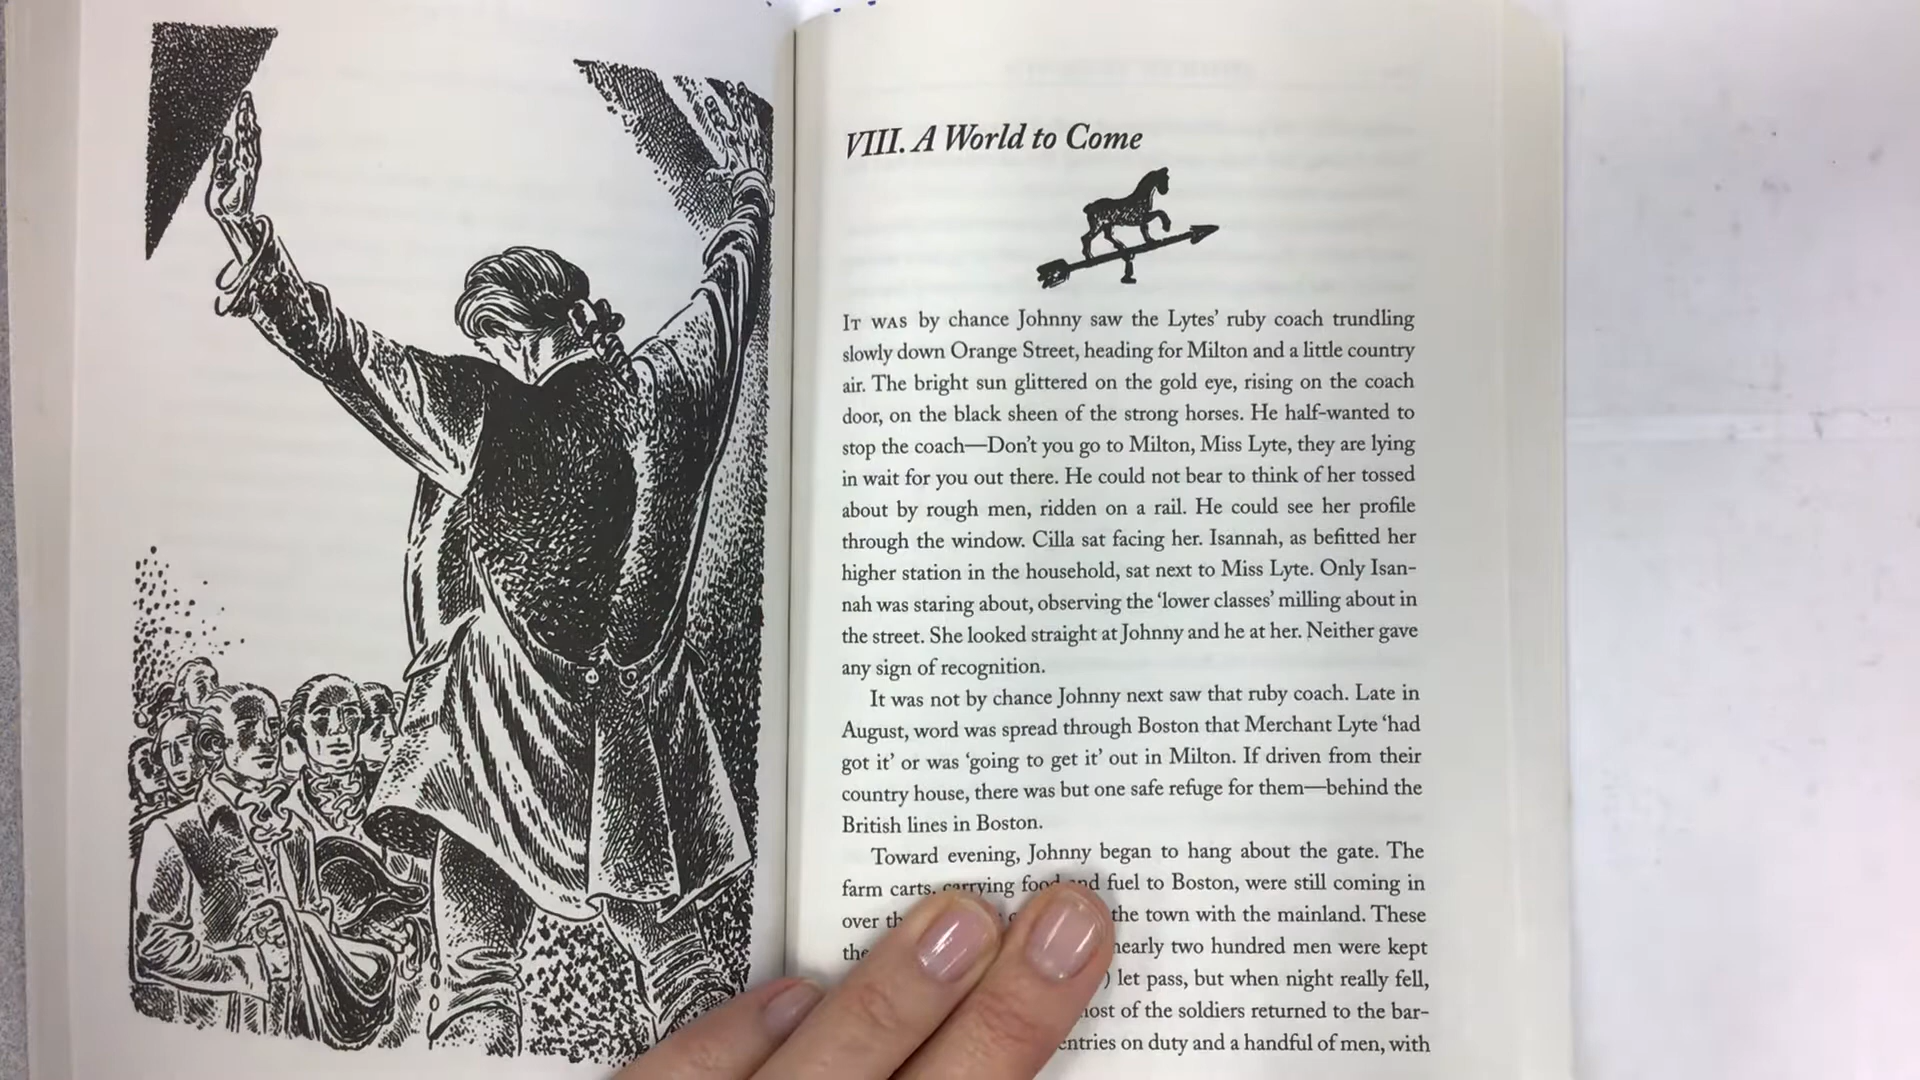 VIII. A World to Come
IT WAS by chance Johnny saw the Lytes’ ruby coach trundling
slowly down Orange Street, heading for Milton and a little country
air. The bright sun glittered on the gold eye, rising on the coach
door, on the black sheen of the strong horses. He half-wanted to
stop the coach—Don’t you go to Milton, Miss Lyte, they are lying
in wait for you out there. He could not bear to think of her tossed
about by rough men, ridden on a rail. He could see her profile
through the window. Cilla sat facing her. Isannah, as befitted her
higher station in the household, sat next to Miss Lyte. Only Isan-
nah was staring about, observing the ‘lower classes’ milling about in
the street. She looked straight at Johnny and he at her. Neither gave
any sign of recognition.
It was not by chance Johnny next saw that ruby coach. Late in
August, word was spread through Boston that Merchant Lyte ‘had
got it’ or was ‘going to get it’ out in Milton. If driven from their
country house, there was but one safe refuge for them—behind the
British lines in Boston.
Toward evening, Johnny began to hang about the gate. The
farm carts, carrying food and fuel to Boston, were still coming in
over the town with the mainland. These
nearly two hundred men were kept
) let pass, but when night really fell,
most of the soldiers returned to the bar-
sentries on duty and a handful of men, with